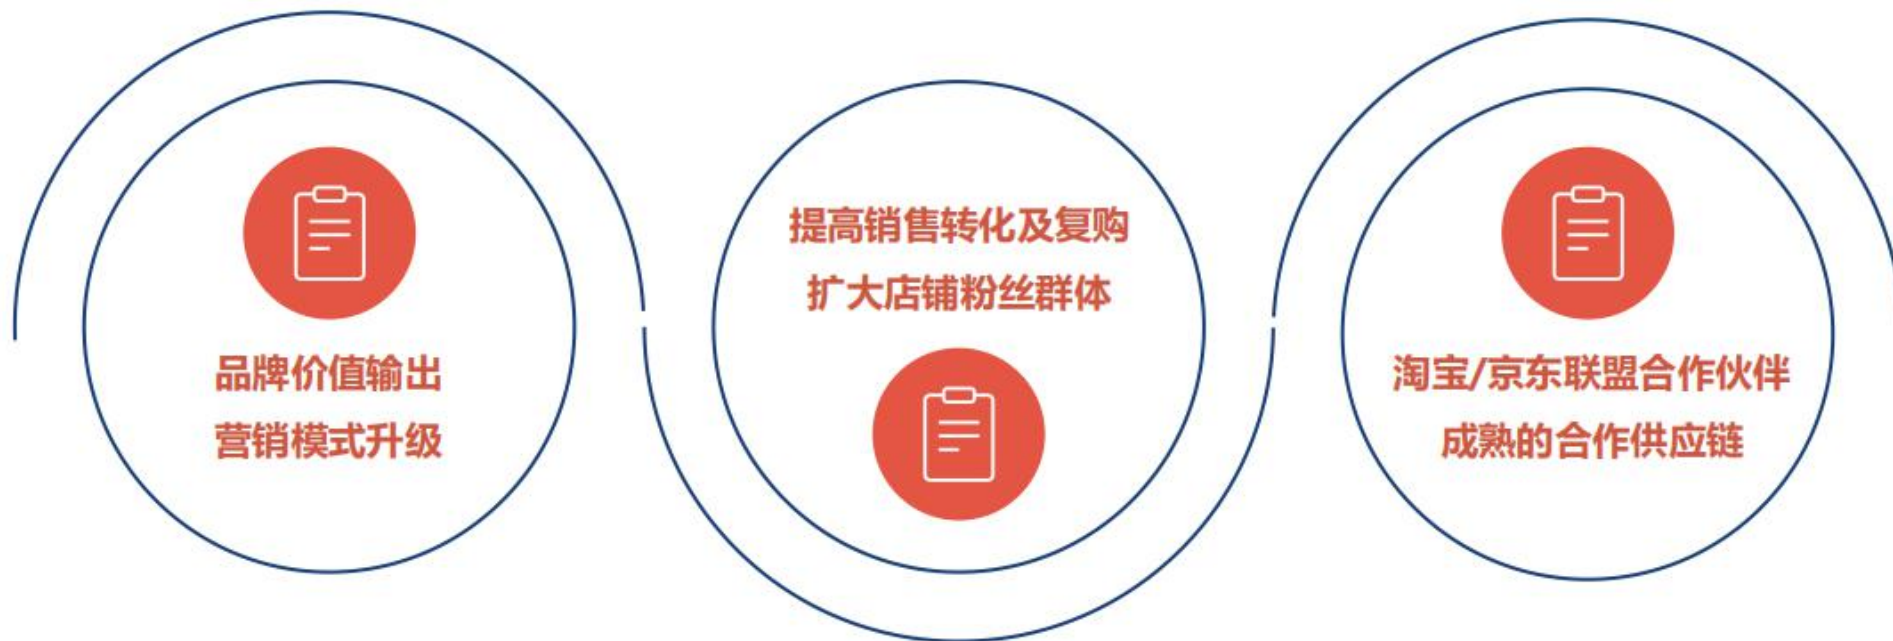 品牌价值输出
营销模式升级
提高销售转化及复购
扩大店铺粉丝群体
淘宝/京东联盟合作伙伴
成熟的合作供应链